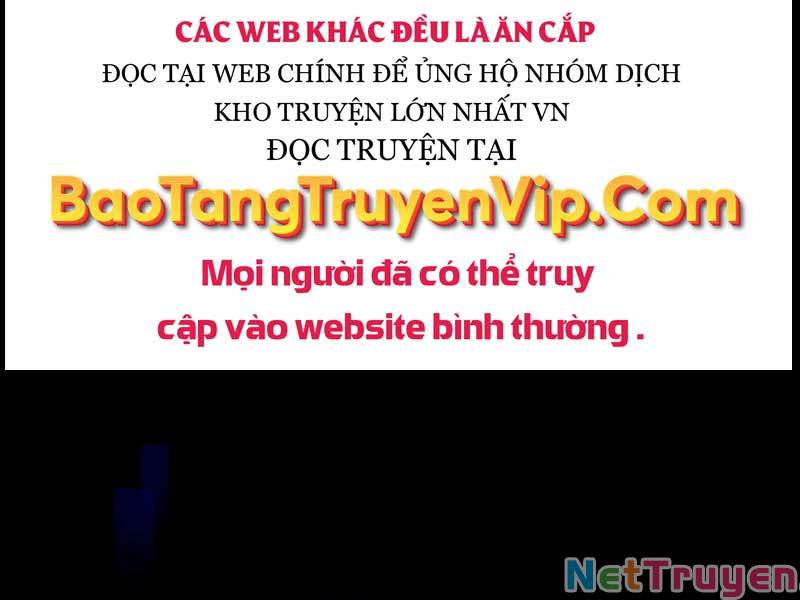 CÁC WEB KHÁC ĐỀU LÀ ĂN CẮP
ĐỌC TẠI WEB CHÍNH ĐỂ ỦNG HỘ NHÓM DỊCH
KHO TRUYỆN LỚN NHẤT VN
ĐỌC TRUYỆN TẠI
BaoTangTruyenVip.Com
Mọi người đã có thể truy
cập vào website bình thường .
NetTruyen